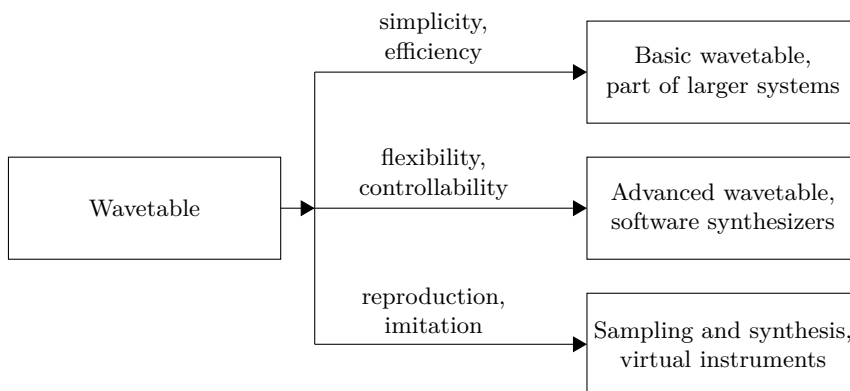 simplicity,
efficiency
Basic wavetable,
part of larger systems
Wavetable
flexibility,
controllability
Advanced wavetable,
software synthesizers
reproduction,
imitation
Sampling and synthesis,
virtual instruments